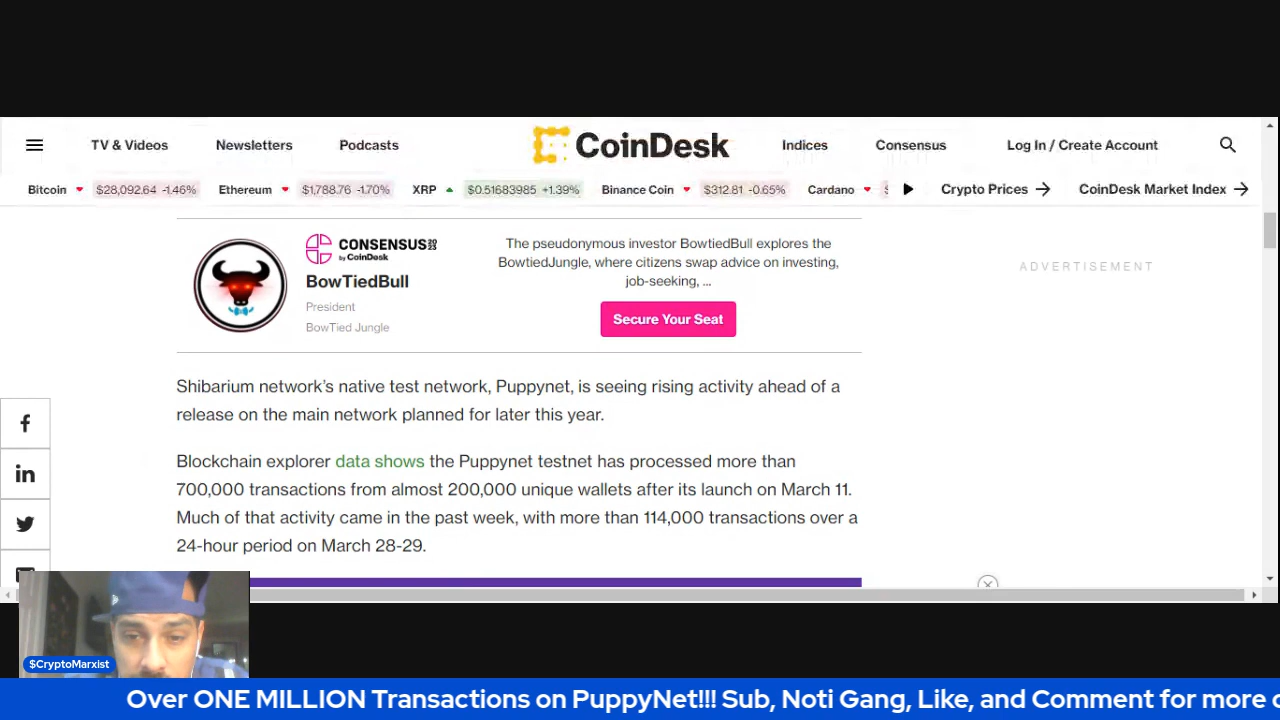 TV & Videos Newsletters Podcasts CoinDesk Indices Consensus Log In / Create Account
Bitcoin $28,092.64 -1.46% Ethereum $1,788.76 -1.70% XRP $0.51683985 +1.39% Binance Coin $312.81 -0.65% Cardano Crypto Prices CoinDesk Market Index
CONSENSUS
by CoinDesk
BowTiedBull
President
BowTied Jungle
The pseudonymous investor BowtiedBull explores the
BowtiedJungle, where citizens swap advice on investing,
job-seeking, ...
Secure Your Seat
ADVERTISEMENT
Shibarium network's native test network, Puppynet, is seeing rising activity ahead of a
release on the main network planned for later this year.
Blockchain explorer data shows the Puppynet testnet has processed more than
700,000 transactions from almost 200,000 unique wallets after its launch on March 11.
Much of that activity came in the past week, with more than 114,000 transactions over a
24-hour period on March 28-29.
$CryptoMarxist
Over ONE MILLION Transactions on PuppyNet!!! Sub, Noti Gang, Like, and Comment for more